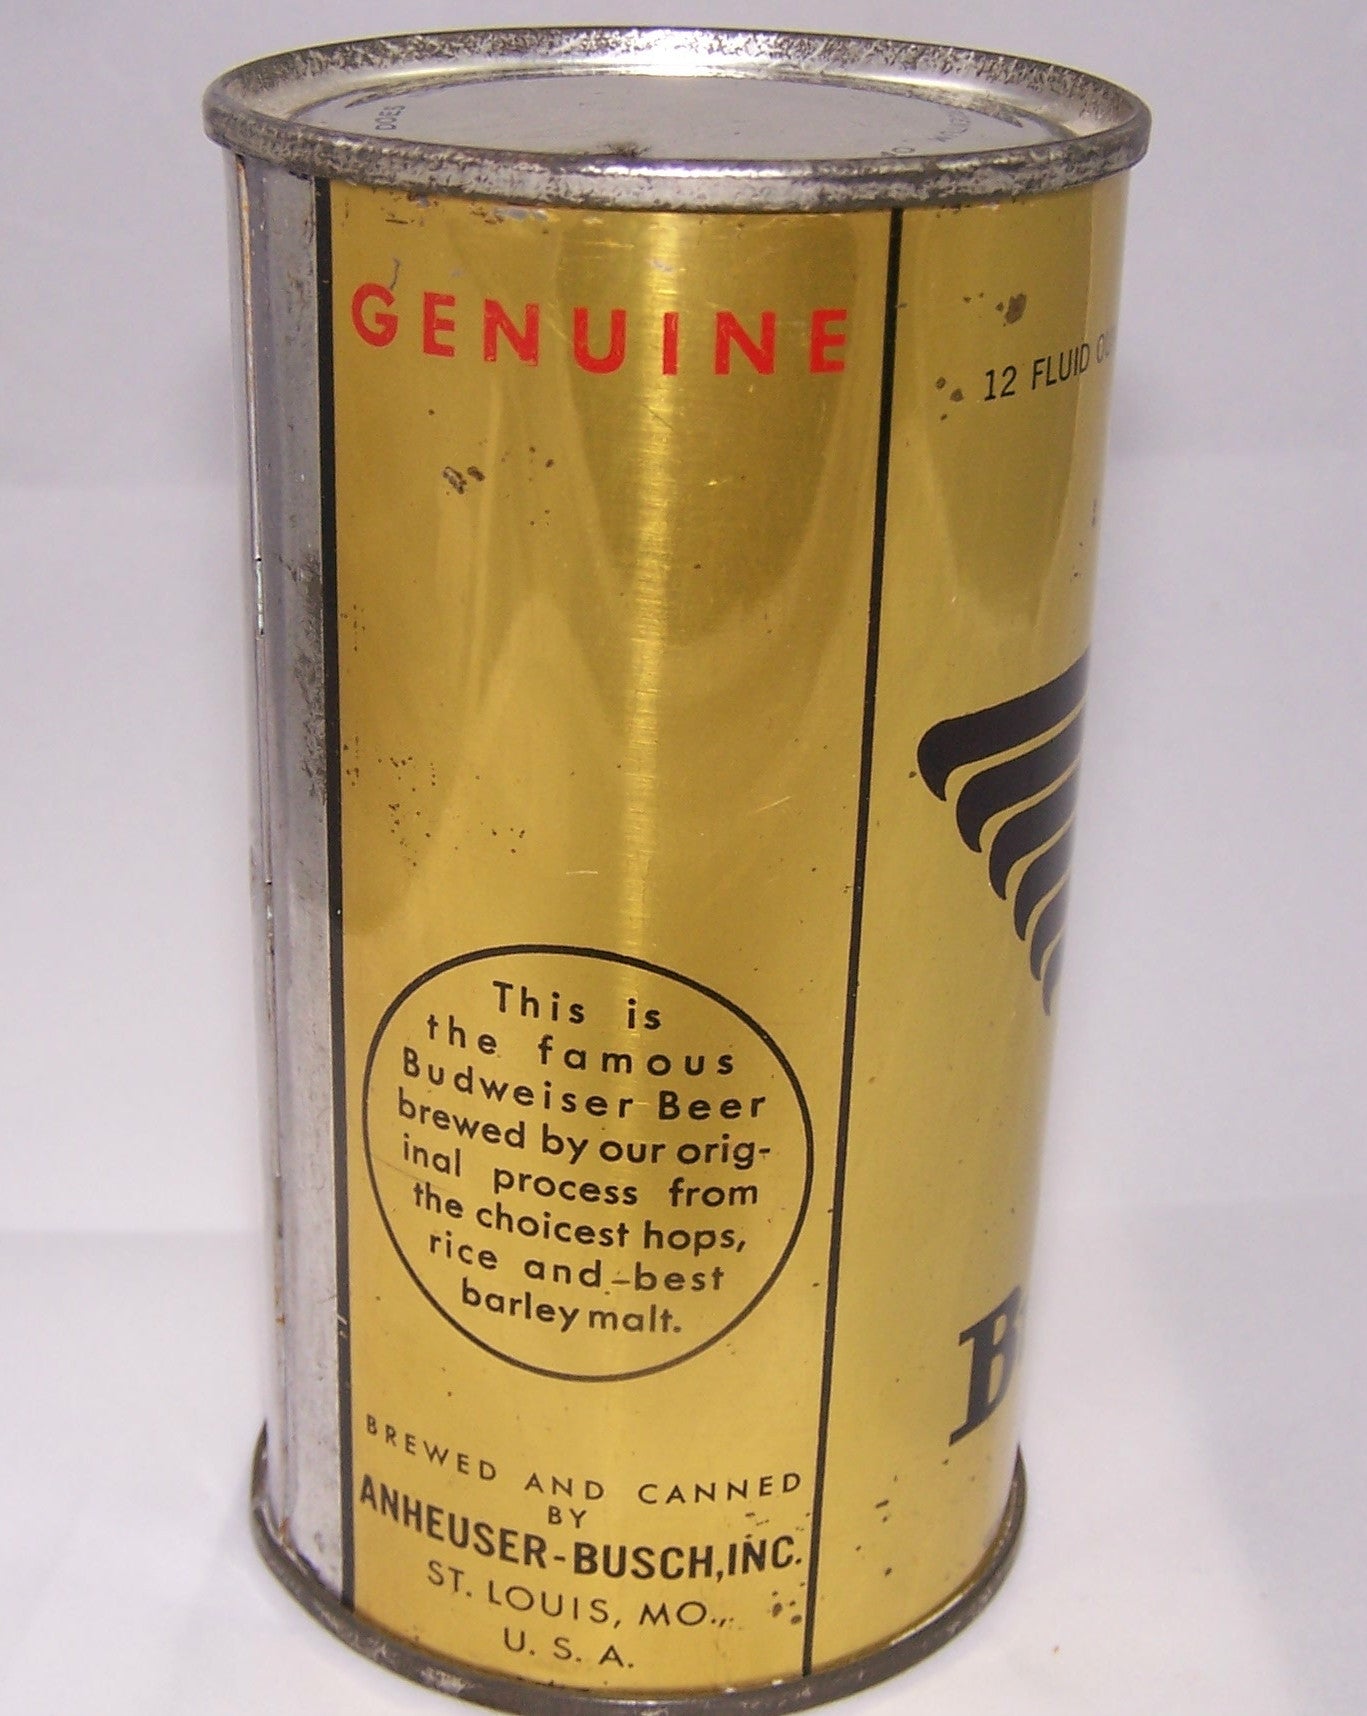 DOES
GENUINE
12 FLUID
This is
the famous
Budweiser Beer
brewed by our orig-
inal process from
the choicest hops,
rice and best
barley malt.
BREWED AND CANNED
BY
ANHEUSER-BUSCH, INC.
ST. LOUIS, MO.,
U. S. A.